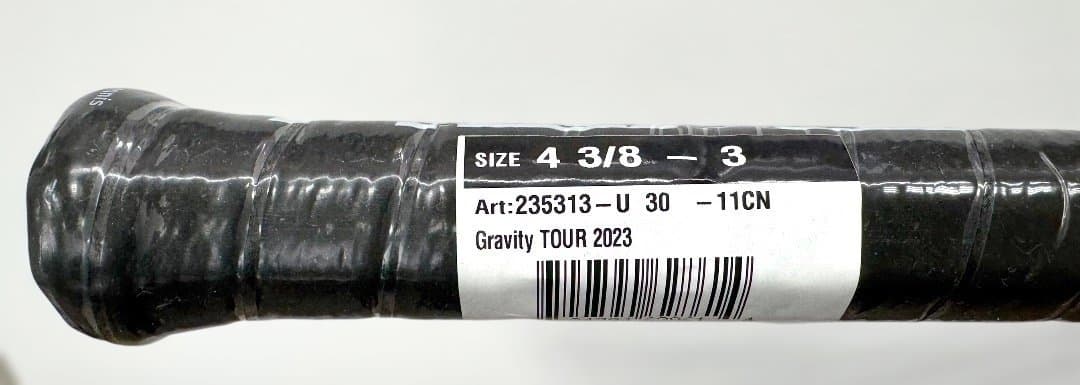 SIZE 4 3/8 - 3
Art:235313-U 30 -11CN
Gravity TOUR 2023